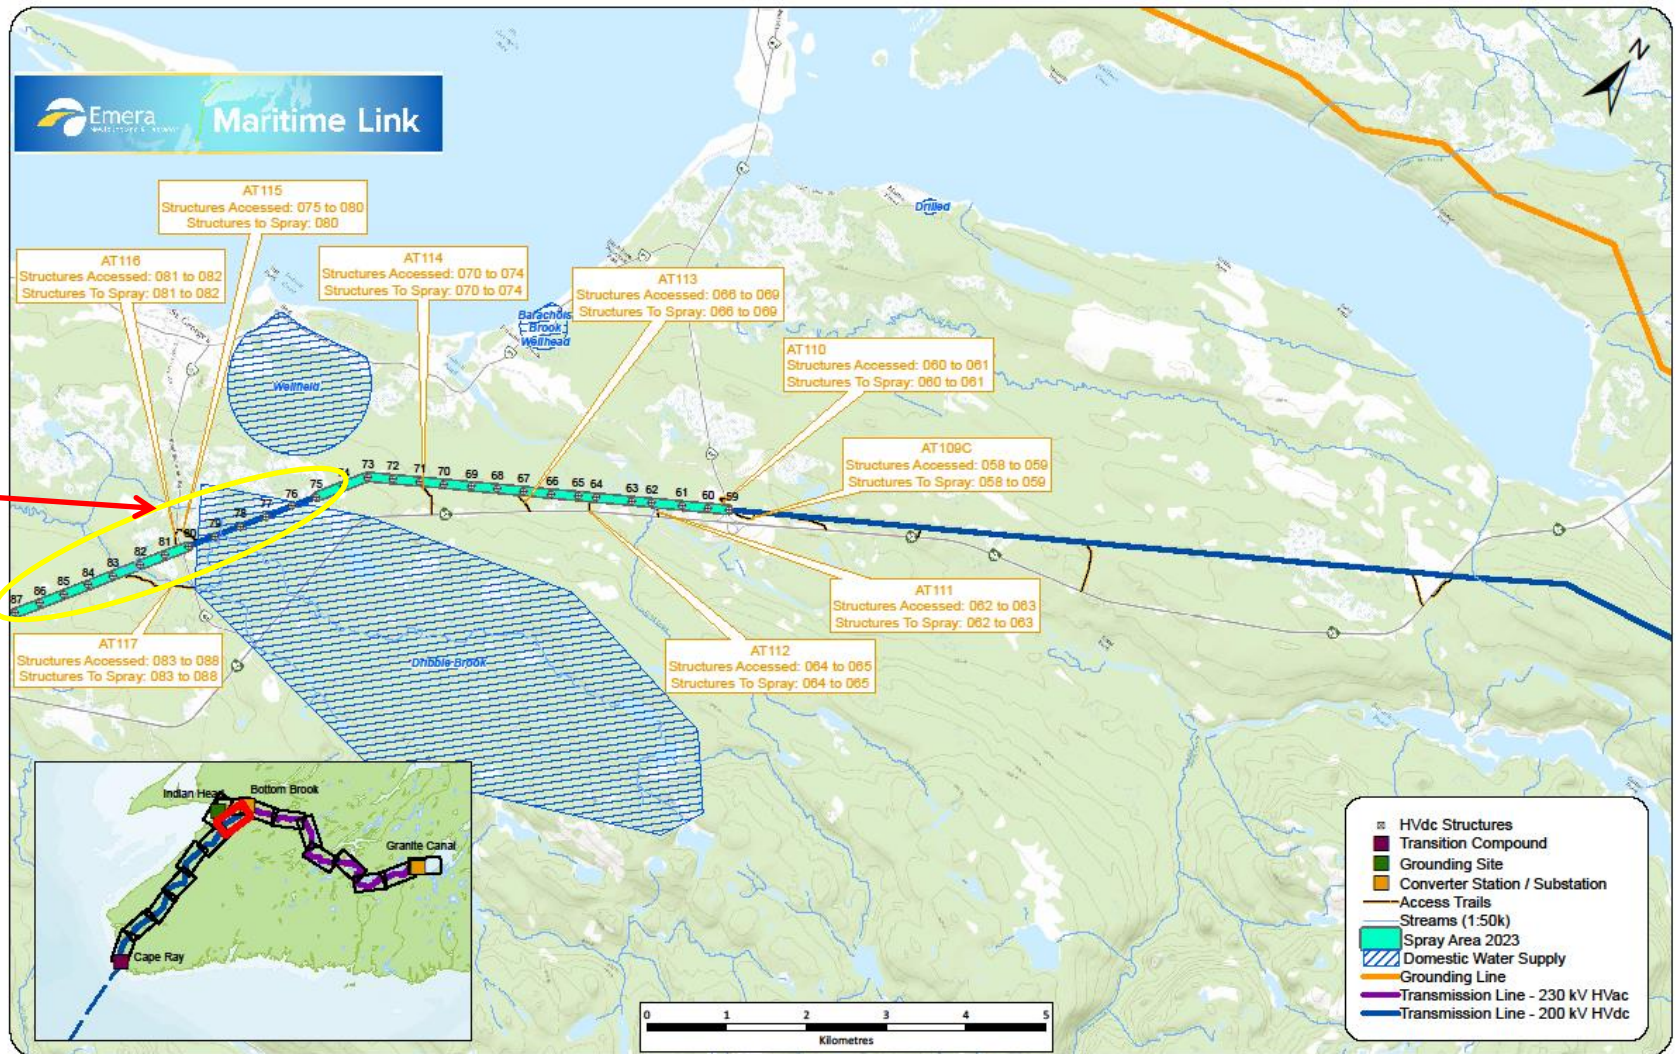 N
Emera
Maritime Link
AT115
Structures Accessed: 075 to 080
Structures to Spray: 080
AT116
Structures Accessed: 081 to 082
Structures To Spray: 081 to 082
AT114
Structures Accessed: 070 to 074
Structures To Spray: 070 to 074
AT113
Structures Accessed: 066 to 069
Structures To Spray: 066 to 069
Drilled
Barachois
Brook
Wellhead
AT110
Structures Accessed: 060 to 061
Structures To Spray: 060 to 061
St. George's
Wellfield
AT109C
Structures Accessed: 058 to 059
Structures To Spray: 058 to 059
87 86 85 84 83 82 81 80 79 78 77 76 75 74 73 72 71 70 69 68 67 66 65 64 63 62 61 60 59
AT111
Structures Accessed: 062 to 063
Structures To Spray: 062 to 063
AT117
Structures Accessed: 083 to 088
Structures To Spray: 083 to 088
Dribble Brook
AT112
Structures Accessed: 064 to 065
Structures To Spray: 064 to 065
Indian Head
Bottom Brook
Granite Canal
Cape Ray
0 1 2 3 4 5
Kilometres
HVdc Structures
Transition Compound
Grounding Site
Converter Station / Substation
Access Trails
Streams (1:50k)
Spray Area 2023
Domestic Water Supply
Grounding Line
Transmission Line - 230 kV HVac
Transmission Line - 200 kV HVdc